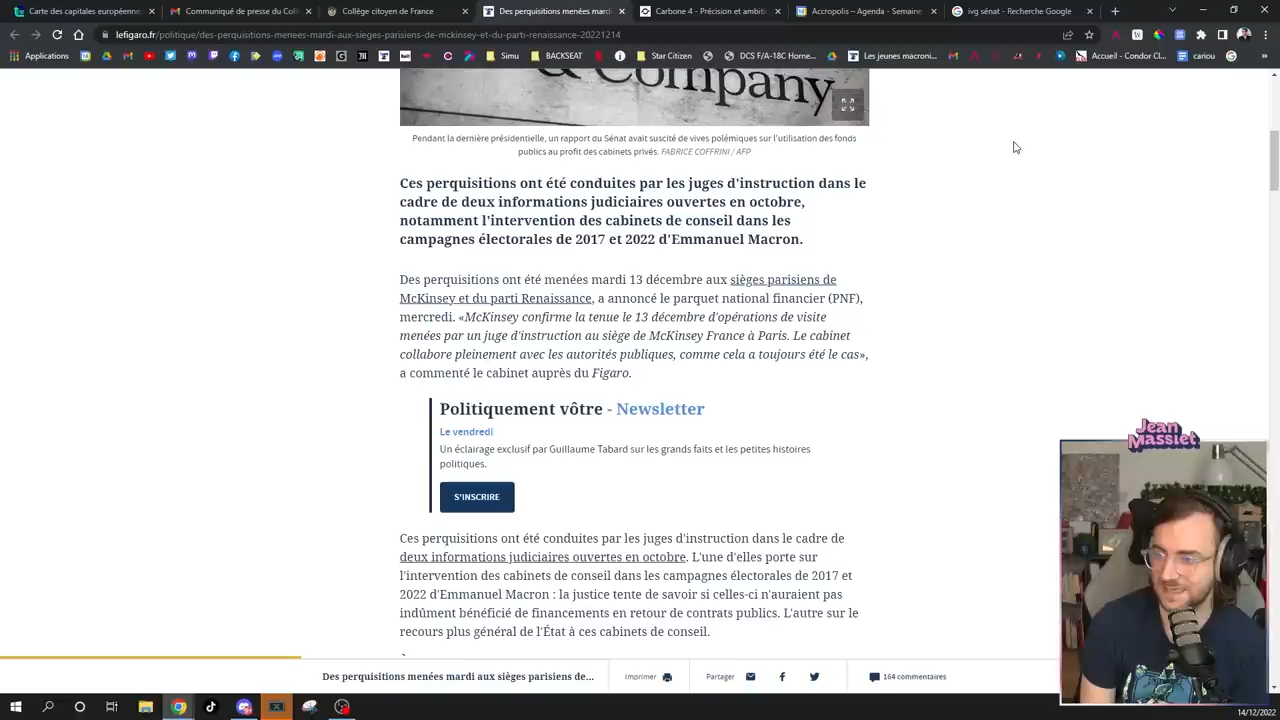 Carte des capitales européenne
Communiqué de presse du Col
Collège citoyen de France
Des perquisitions menées mardi
Carbone 4 - Précision et ambiti
Accropolis – Agenda - Semaine
ivg sénat - Recherche Google
lefigaro.fr/politique/des-perquisitions-menees-mardi-aux-sieges-parisiens-de-mckinsey-et-du-parti-renaissance-20221214
Applications
Simu
BACKSEAT
Star Citizen
DCS F/A-18C Horne...
Les jeunes macroni...
Accueil - Condor Cl...
cariou
& Company
Pendant la dernière présidentielle, un rapport du Sénat avait suscité de vives polémiques sur l'utilisation des fonds
publics au profit des cabinets privés. FABRICE COFFRINI / AFP
Ces perquisitions ont été conduites par les juges d'instruction dans le
cadre de deux informations judiciaires ouvertes en octobre,
notamment l'intervention des cabinets de conseil dans les
campagnes électorales de 2017 et 2022 d'Emmanuel Macron.
Des perquisitions ont été menées mardi 13 décembre aux sièges parisiens de
McKinsey et du parti Renaissance, a annoncé le parquet national financier (PNF),
mercredi. «McKinsey confirme la tenue le 13 décembre d'opérations de visite
menées par un juge d'instruction au siège de McKinsey France à Paris. Le cabinet
collabore pleinement avec les autorités publiques, comme cela a toujours été le cas»,
a commenté le cabinet auprès du Figaro.
Politiquement vôtre - Newsletter
Le vendredi
Un éclairage exclusif par Guillaume Tabard sur les grands faits et les petites histoires
politiques.
S'INSCRIRE
Jean
Massiet
Ces perquisitions ont été conduites par les juges d'instruction dans le cadre de
deux informations judiciaires ouvertes en octobre. L'une d'elles porte sur
l'intervention des cabinets de conseil dans les campagnes électorales de 2017 et
2022 d'Emmanuel Macron : la justice tente de savoir si celles-ci n'auraient pas
indûment bénéficié de financements en retour de contrats publics. L'autre sur le
recours plus général de l'État à ces cabinets de conseil.
Des perquisitions menées mardi aux sièges parisiens de...
Imprimer
Partager
164 commentaires
14/12/2022